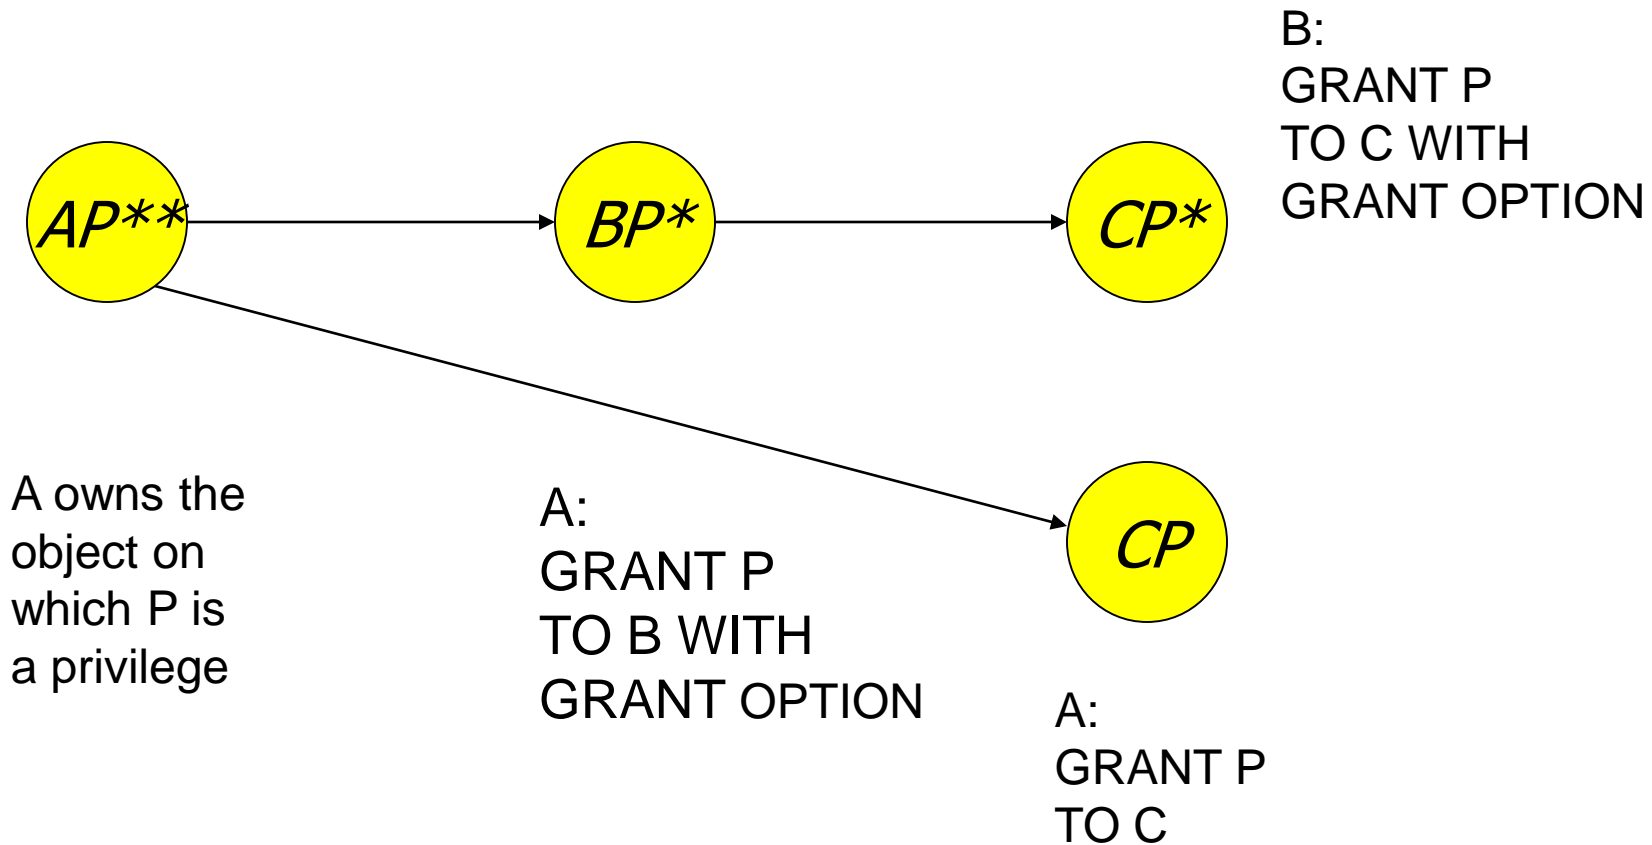 B:
GRANT P
TO C WITH
GRANT OPTION
AP**
BP*
CP*
A owns the
object on
which P is
a privilege
A:
GRANT P
TO B WITH
GRANT OPTION
CP
A:
GRANT P
TO C